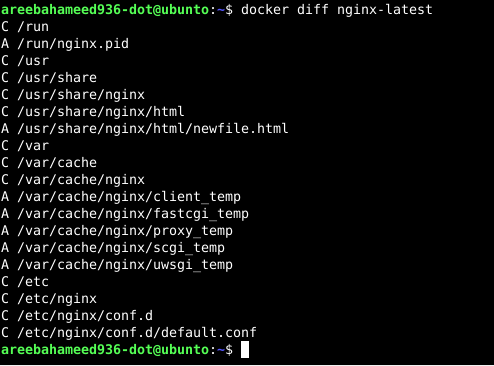 areebahameed936-dot@ubunto:~$ docker diff nginx-latest
C /run
A /run/nginx.pid
C /usr
C /usr/share
C /usr/share/nginx
C /usr/share/nginx/html
A /usr/share/nginx/html/newfile.html
C /var
C /var/cache
C /var/cache/nginx
A /var/cache/nginx/client_temp
A /var/cache/nginx/fastcgi_temp
A /var/cache/nginx/proxy_temp
A /var/cache/nginx/scgi_temp
A /var/cache/nginx/uwsgi_temp
C /etc
C /etc/nginx
C /etc/nginx/conf.d
C /etc/nginx/conf.d/default.conf
areebahameed936-dot@ubunto:~$